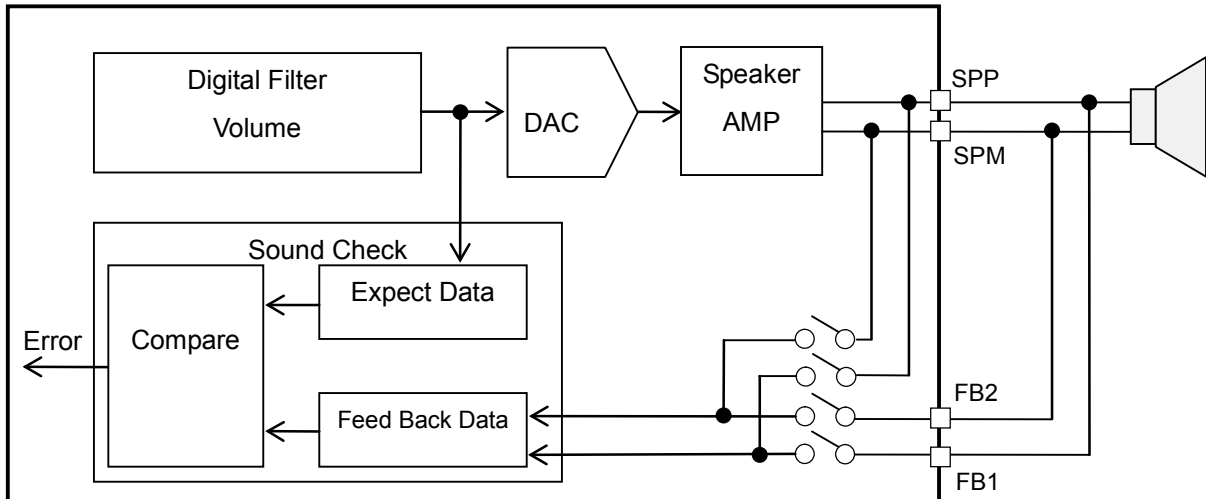 Digital Filter
Volume
DAC
Speaker
AMP
SPP
SPM
Sound Check
Expect Data
Compare
Error
Feed Back Data
FB2
FB1